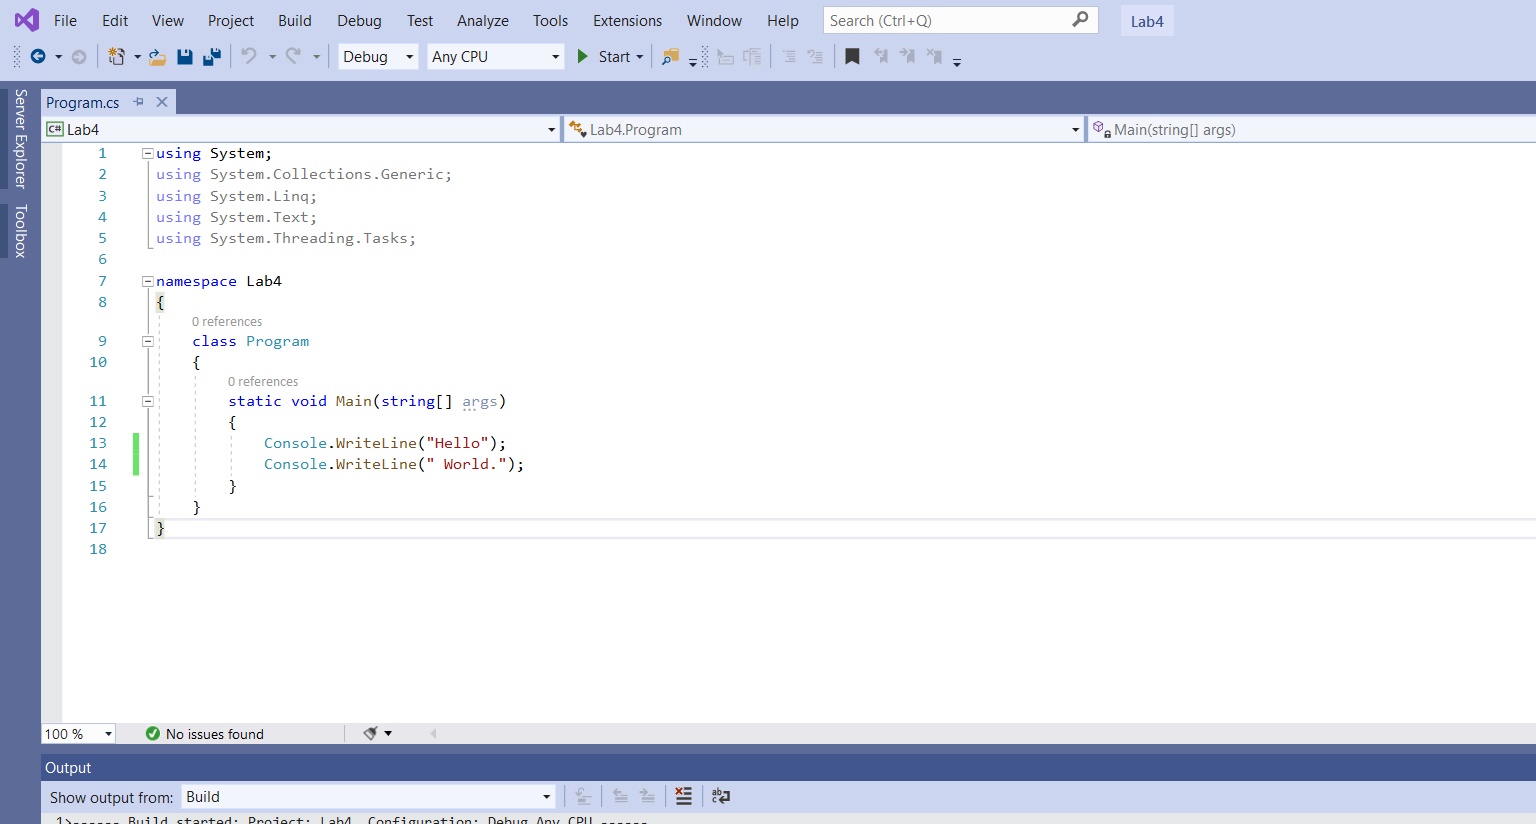 File Edit View Project Build Debug Test Analyze Tools Extensions Window Help Search (Ctrl+Q) Lab4
Debug Any CPU Start
Server Explorer
Toolbox
Program.cs
C# Lab4 Lab4.Program Main(string[] args)
1 using System;
2 using System.Collections.Generic;
3 using System.Linq;
4 using System.Text;
5 using System.Threading.Tasks;
6
7 namespace Lab4
8 {
0 references
9 class Program
10 {
0 references
11 static void Main(string[] args)
12 {
13 Console.WriteLine("Hello");
14 Console.WriteLine(" World.");
15 }
16 }
17 }
18
100 % No issues found
Output
Show output from: Build
1>------ Build started: Project: Lab4, Configuration: Debug Any CPU ------